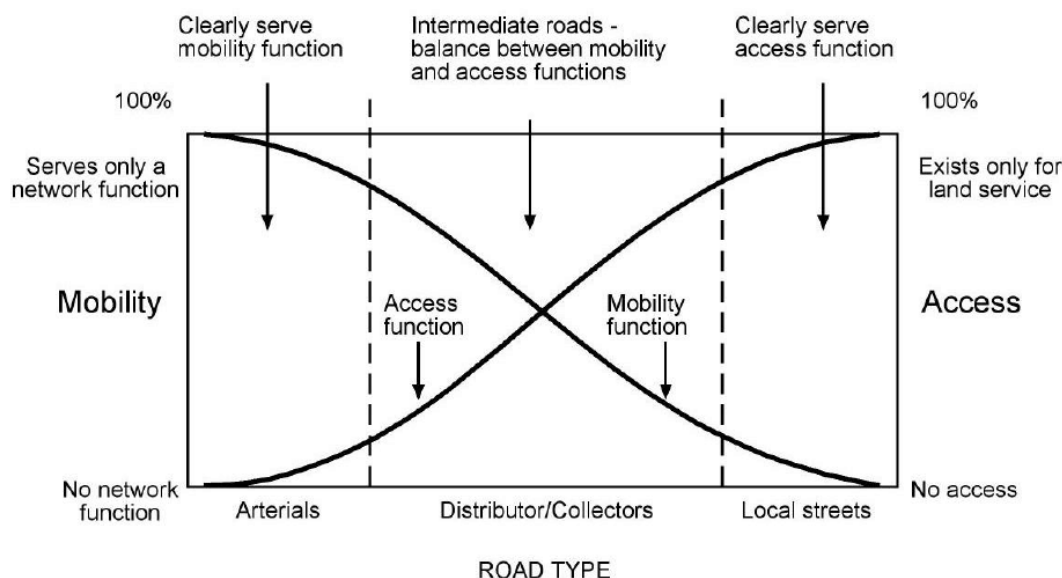 Clearly serve
mobility function
Intermediate roads -
balance between mobility
and access functions
Clearly serve
access function
100%
100%
Serves only a
network function
Exists only for
land service
Mobility
Access
function
Mobility
function
Access
No network
function
No access
Arterials
Distributor/Collectors
Local streets
ROAD TYPE